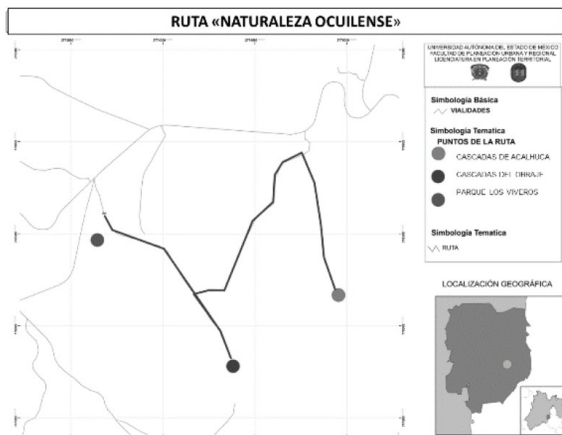 RUTA «NATURALEZA OCUILENSE»
UNIVERSIDAD AUTÓNOMA DEL ESTADO DE MÉXICO
FACULTAD DE PLANEACIÓN URBANA Y REGIONAL
LICENCIATURA EN PLANEACIÓN TERRITORIAL
Simbología Básica
VIALIDADES
Simbología Tematica
PUNTOS DE LA RUTA
CASCADAS DE ACALHUCA
CASCADAS DEL OBRAJE
PARQUE LOS VIVEROS
Simbología Tematica
RUTA
LOCALIZACIÓN GEOGRÁFICA